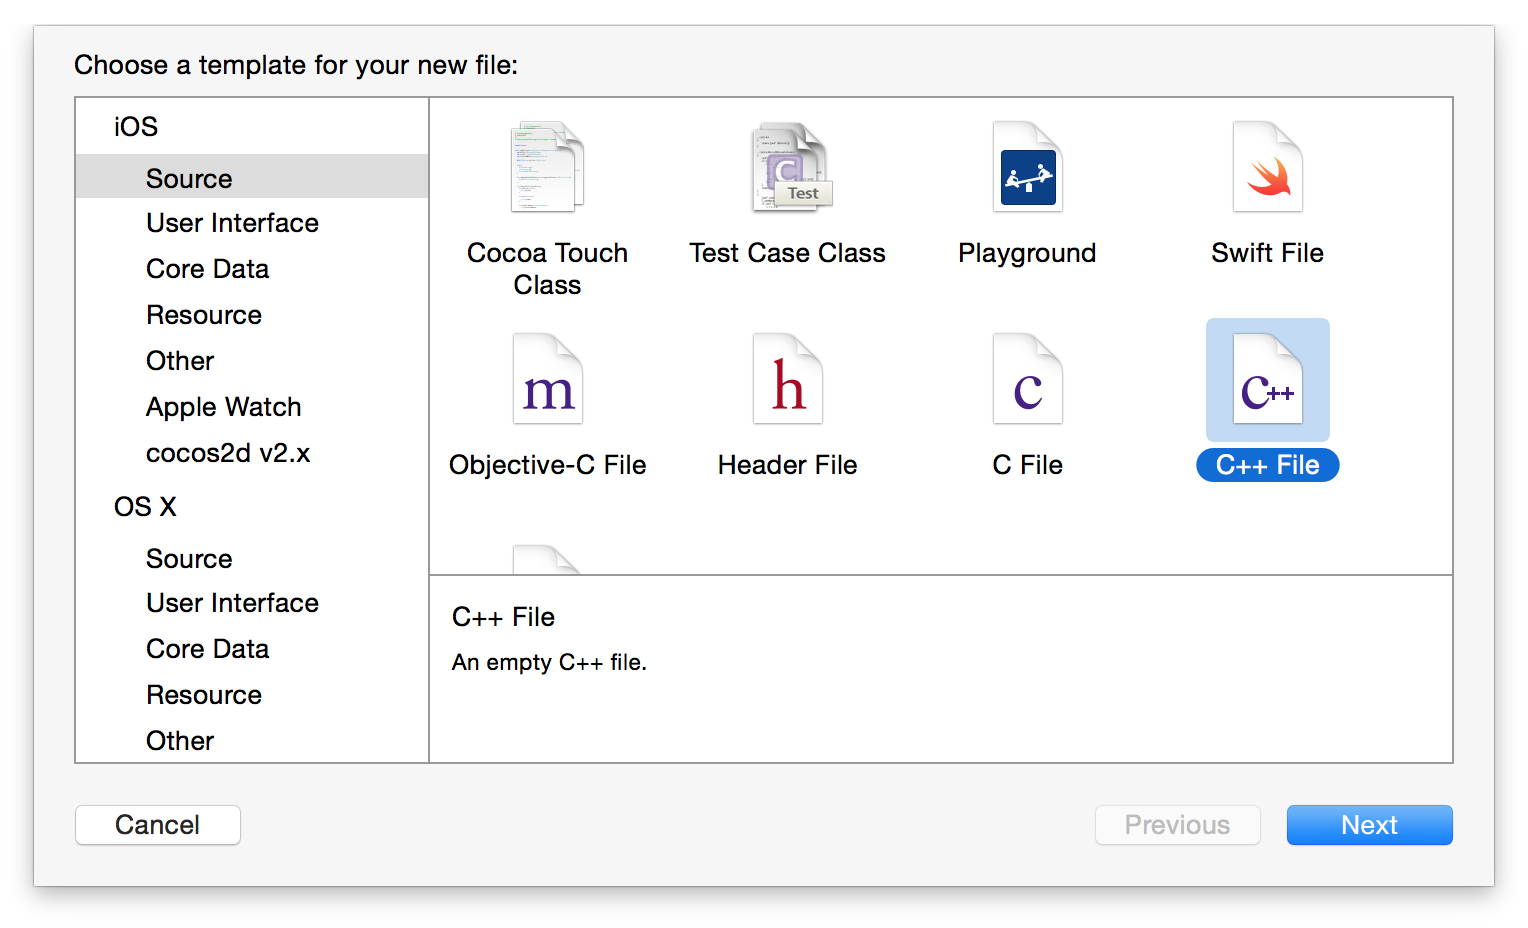 Choose a template for your new file:
iOS
Source
User Interface
Core Data
Resource
Other
Apple Watch
cocos2d v2.x
OS X
Source
User Interface
Core Data
Resource
Other
C
Test
Cocoa Touch
Class
Test Case Class
Playground
Swift File
m
h
c
C++
Objective-C File
Header File
C File
C++ File
C++ File
An empty C++ file.
Cancel
Previous
Next